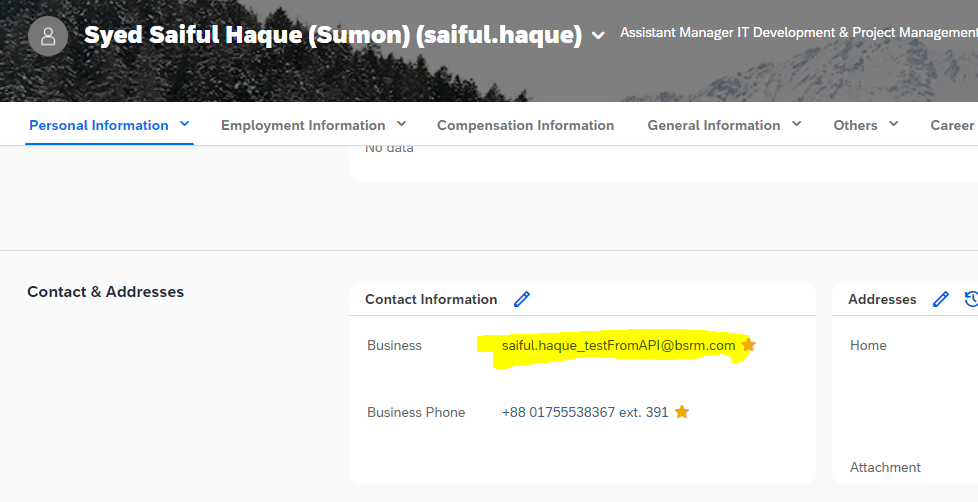 Syed Saiful Haque (Sumon) (saiful.haque)
Assistant Manager IT Development & Project Management
Personal Information
Employment Information
Compensation Information
General Information
Others
Career
No data
Contact & Addresses
Contact Information
Addresses
Business saiful.haque_testFromAPI@bsrm.com
Home
Business Phone +88 01755538367 ext. 391
Attachment